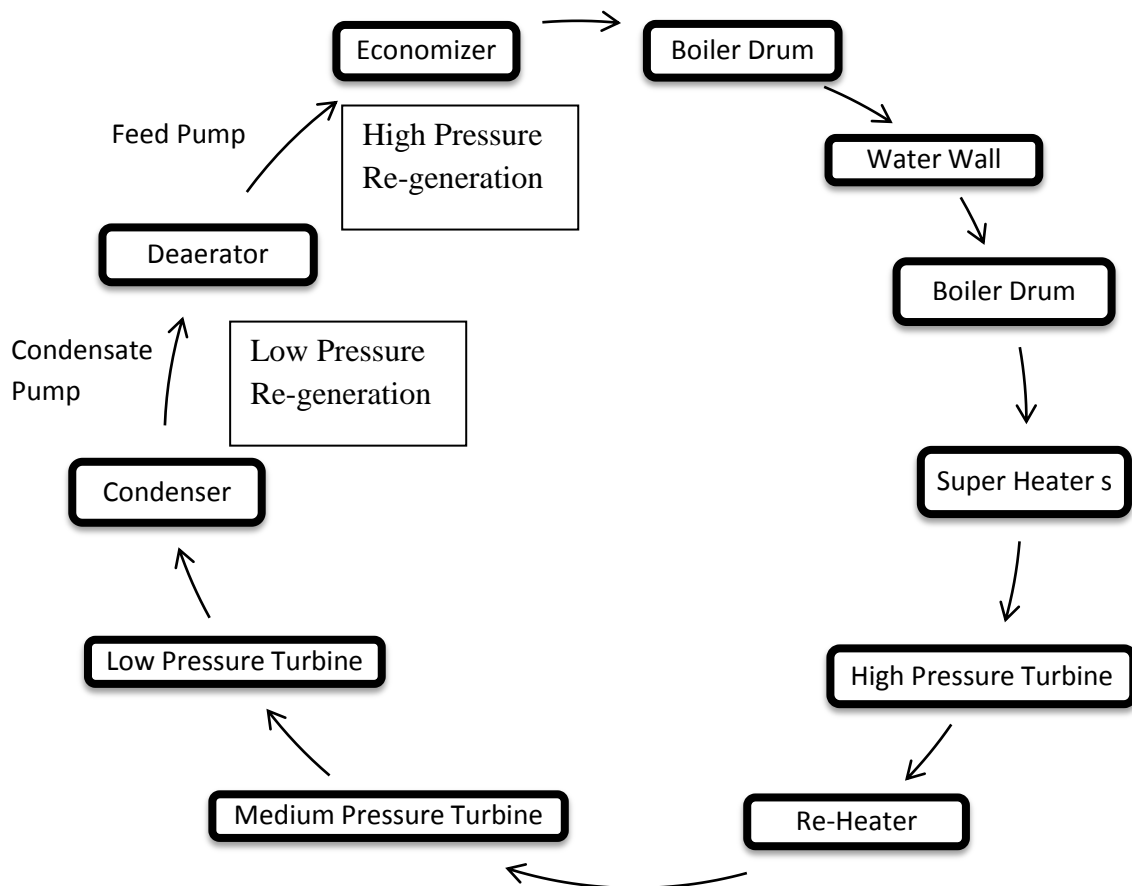 Economizer
Boiler Drum
Feed Pump
High Pressure
Re-generation
Water Wall
Deaerator
Boiler Drum
Condensate
Pump
Low Pressure
Re-generation
Condenser
Super Heater s
Low Pressure Turbine
High Pressure Turbine
Medium Pressure Turbine
Re-Heater